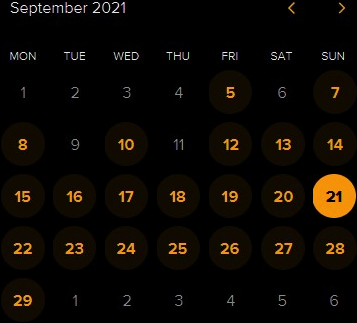 September 2021
MON TUE WED THU FRI SAT SUN
1 2 3 4 5 6 7
8 9 10 11 12 13 14
15 16 17 18 19 20 21
22 23 24 25 26 27 28
29 1 2 3 4 5 6